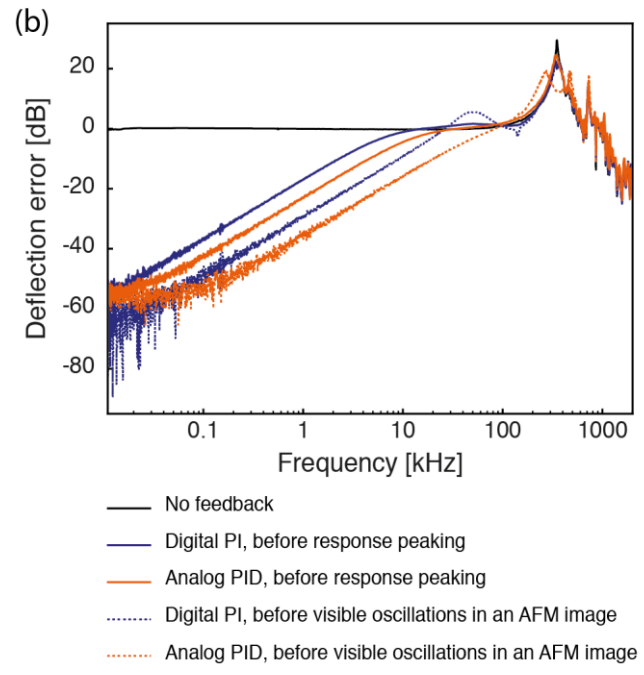 (b)
20
0
-20
-40
-60
-80
Deflection error [dB]
0.1 1 10 100 1000
Frequency [kHz]
No feedback
Digital PI, before response peaking
Analog PID, before response peaking
Digital PI, before visible oscillations in an AFM image
Analog PID, before visible oscillations in an AFM image